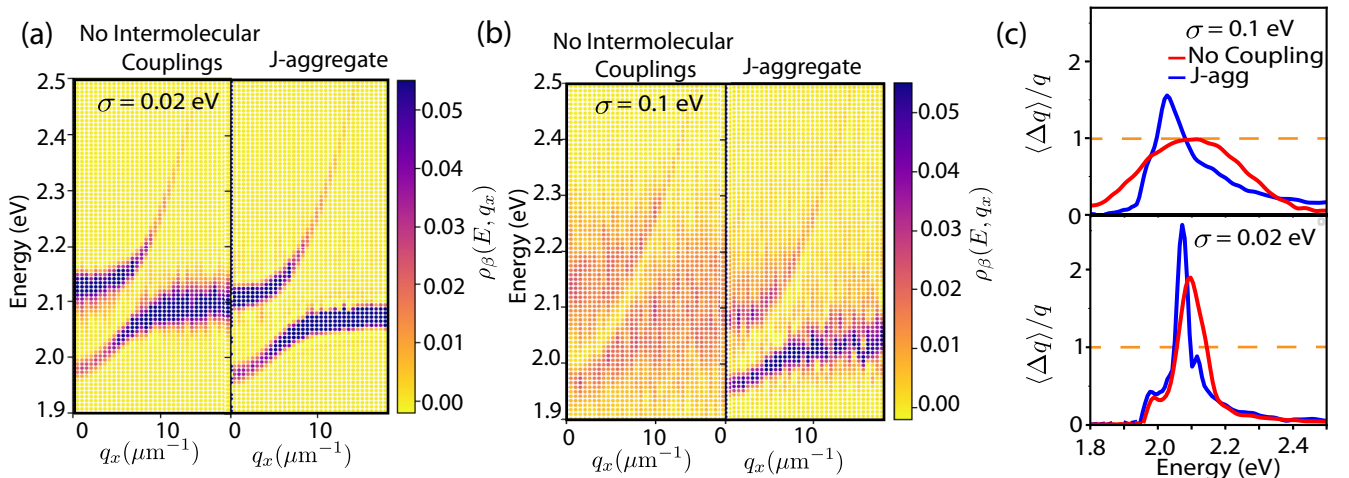 (a)
No Intermolecular
Couplings
J-aggregate
σ = 0.02 eV
Energy (eV)
2.5
2.4
2.3
2.2
2.1
2.0
1.9
0
10
0
10
q_x(μm⁻¹)
q_x(μm⁻¹)
0.05
0.04
0.03
0.02
0.01
0.00
ρ_β(E, q_x)
(b)
No Intermolecular
Couplings
J-aggregate
σ = 0.1 eV
Energy (eV)
2.5
2.4
2.3
2.2
2.1
2.0
1.9
0
10
0
10
q_x(μm⁻¹)
q_x(μm⁻¹)
0.05
0.04
0.03
0.02
0.01
0.00
ρ_β(E, q_x)
(c)
σ = 0.1 eV
No Coupling
J-agg
⟨Δq⟩/q
2
1
0
σ = 0.02 eV
⟨Δq⟩/q
2
1
0
1.8
2.0
2.2
2.4
Energy (eV)